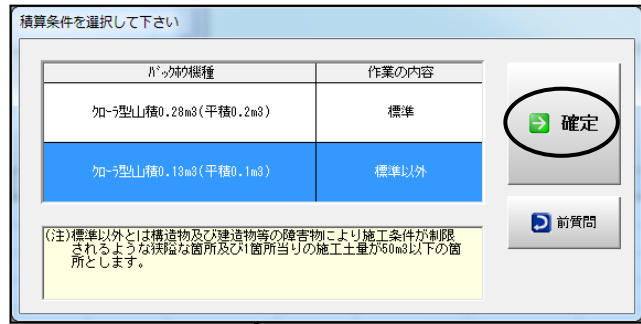 積算条件を選択して下さい
ﾊﾞｯｸﾎｳ機種 作業の内容
ｸﾛｰﾗ型山積0.28m3(平積0.2m3) 標準
ｸﾛｰﾗ型山積0.13m3(平積0.1m3) 標準以外
確定
前質問
(注)標準以外とは構造物及び建造物等の障害物により施工条件が制限
されるような狭隘な箇所及び1箇所当りの施工土量が50m3以下の箇
所とします。